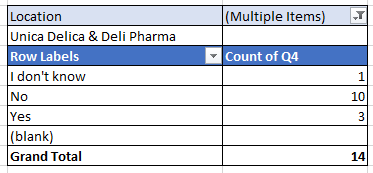 Location (Multiple Items)
Unica Delica & Deli Pharma
Row Labels Count of Q4
I don't know 1
No 10
Yes 3
(blank)
Grand Total 14